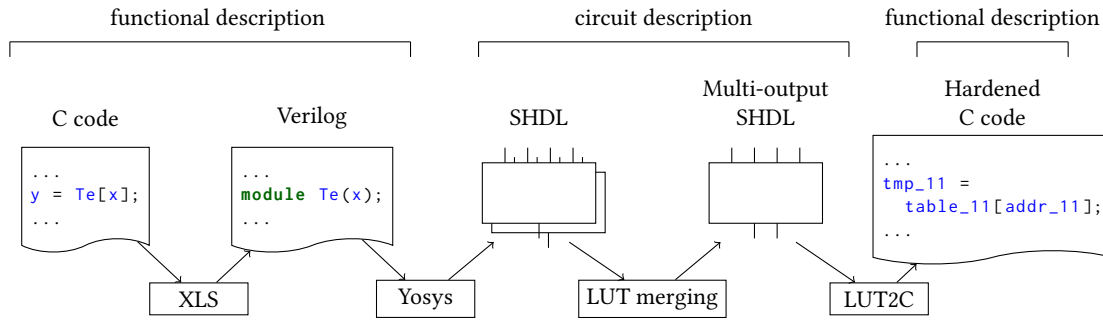 functional description
circuit description
functional description
C code
Verilog
SHDL
Multi-output
SHDL
Hardened
C code
...
y = Te[x];
...
...
module Te(x);
...
...
tmp_11 =
table_11[addr_11];
...
XLS
Yosys
LUT merging
LUT2C